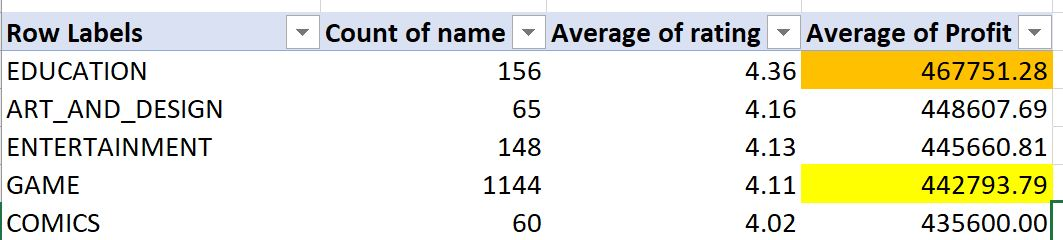 Row Labels Count of name Average of rating Average of Profit
EDUCATION 156 4.36 467751.28
ART_AND_DESIGN 65 4.16 448607.69
ENTERTAINMENT 148 4.13 445660.81
GAME 1144 4.11 442793.79
COMICS 60 4.02 435600.00